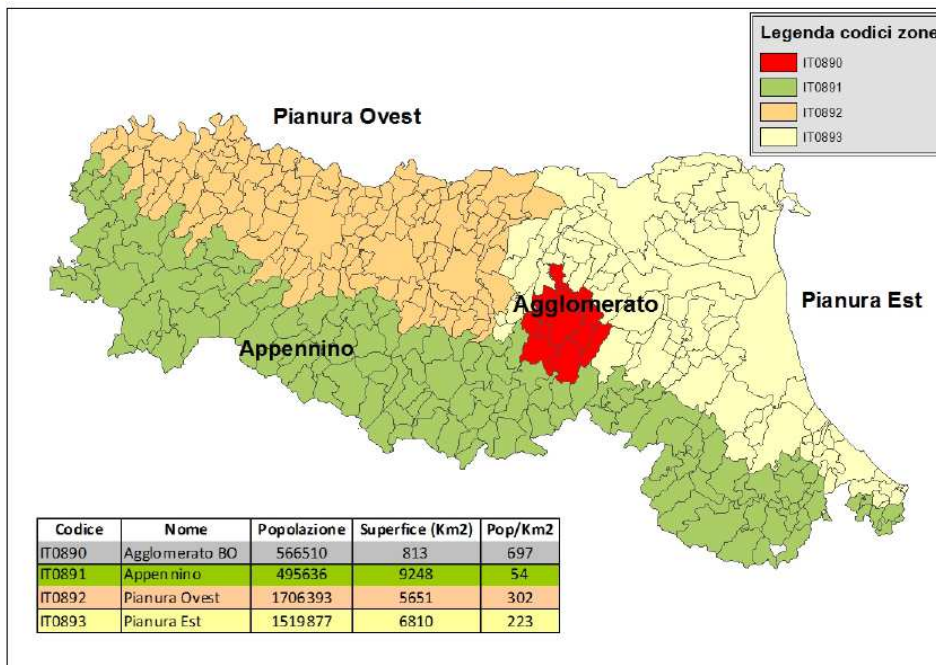 Legenda codici zone
IT0890
IT0891
IT0892
IT0893
Pianura Ovest
Agglomerato
Pianura Est
Appennino
Codice Nome Popolazione Superfice (Km2) Pop/Km2
IT0890 Agglomerato BO 566510 813 697
IT0891 Appennino 495636 9248 54
IT0892 Pianura Ovest 1706393 5651 302
IT0893 Pianura Est 1519877 6810 223